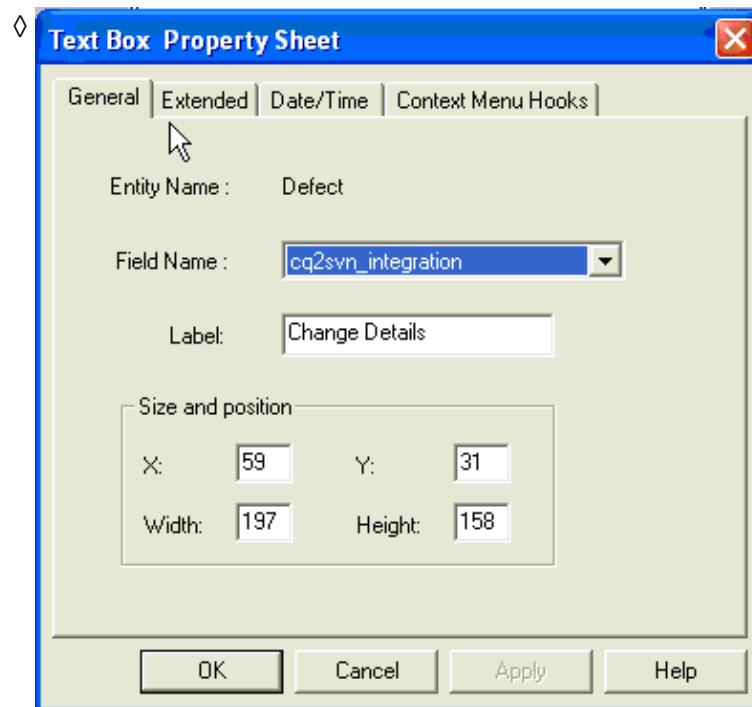 Text Box Property Sheet
General Extended Date/Time Context Menu Hooks
Entity Name : Defect
Field Name : cq2svn_integration
Label: Change Details
Size and position
X: 59 Y: 31
Width: 197 Height: 158
OK Cancel Apply Help